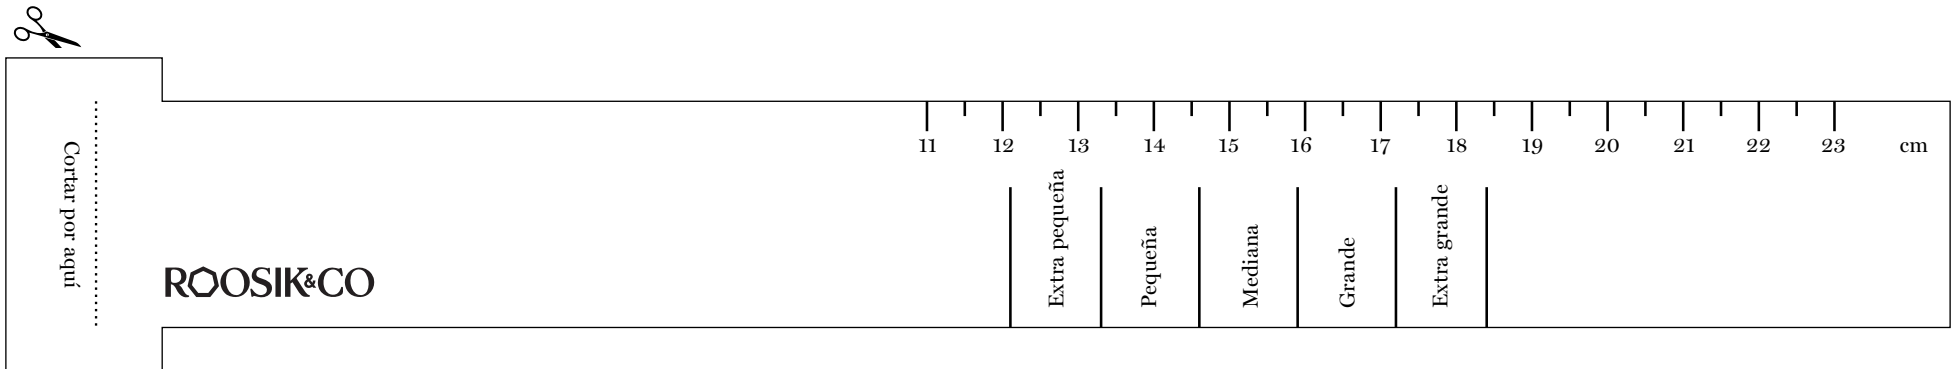 11 12 13 14 15 16 17 18 19 20 21 22 23 cm
Cortar por aquí
ROOSIK&CO
Extra pequeña
Pequeña
Mediana
Grande
Extra grande